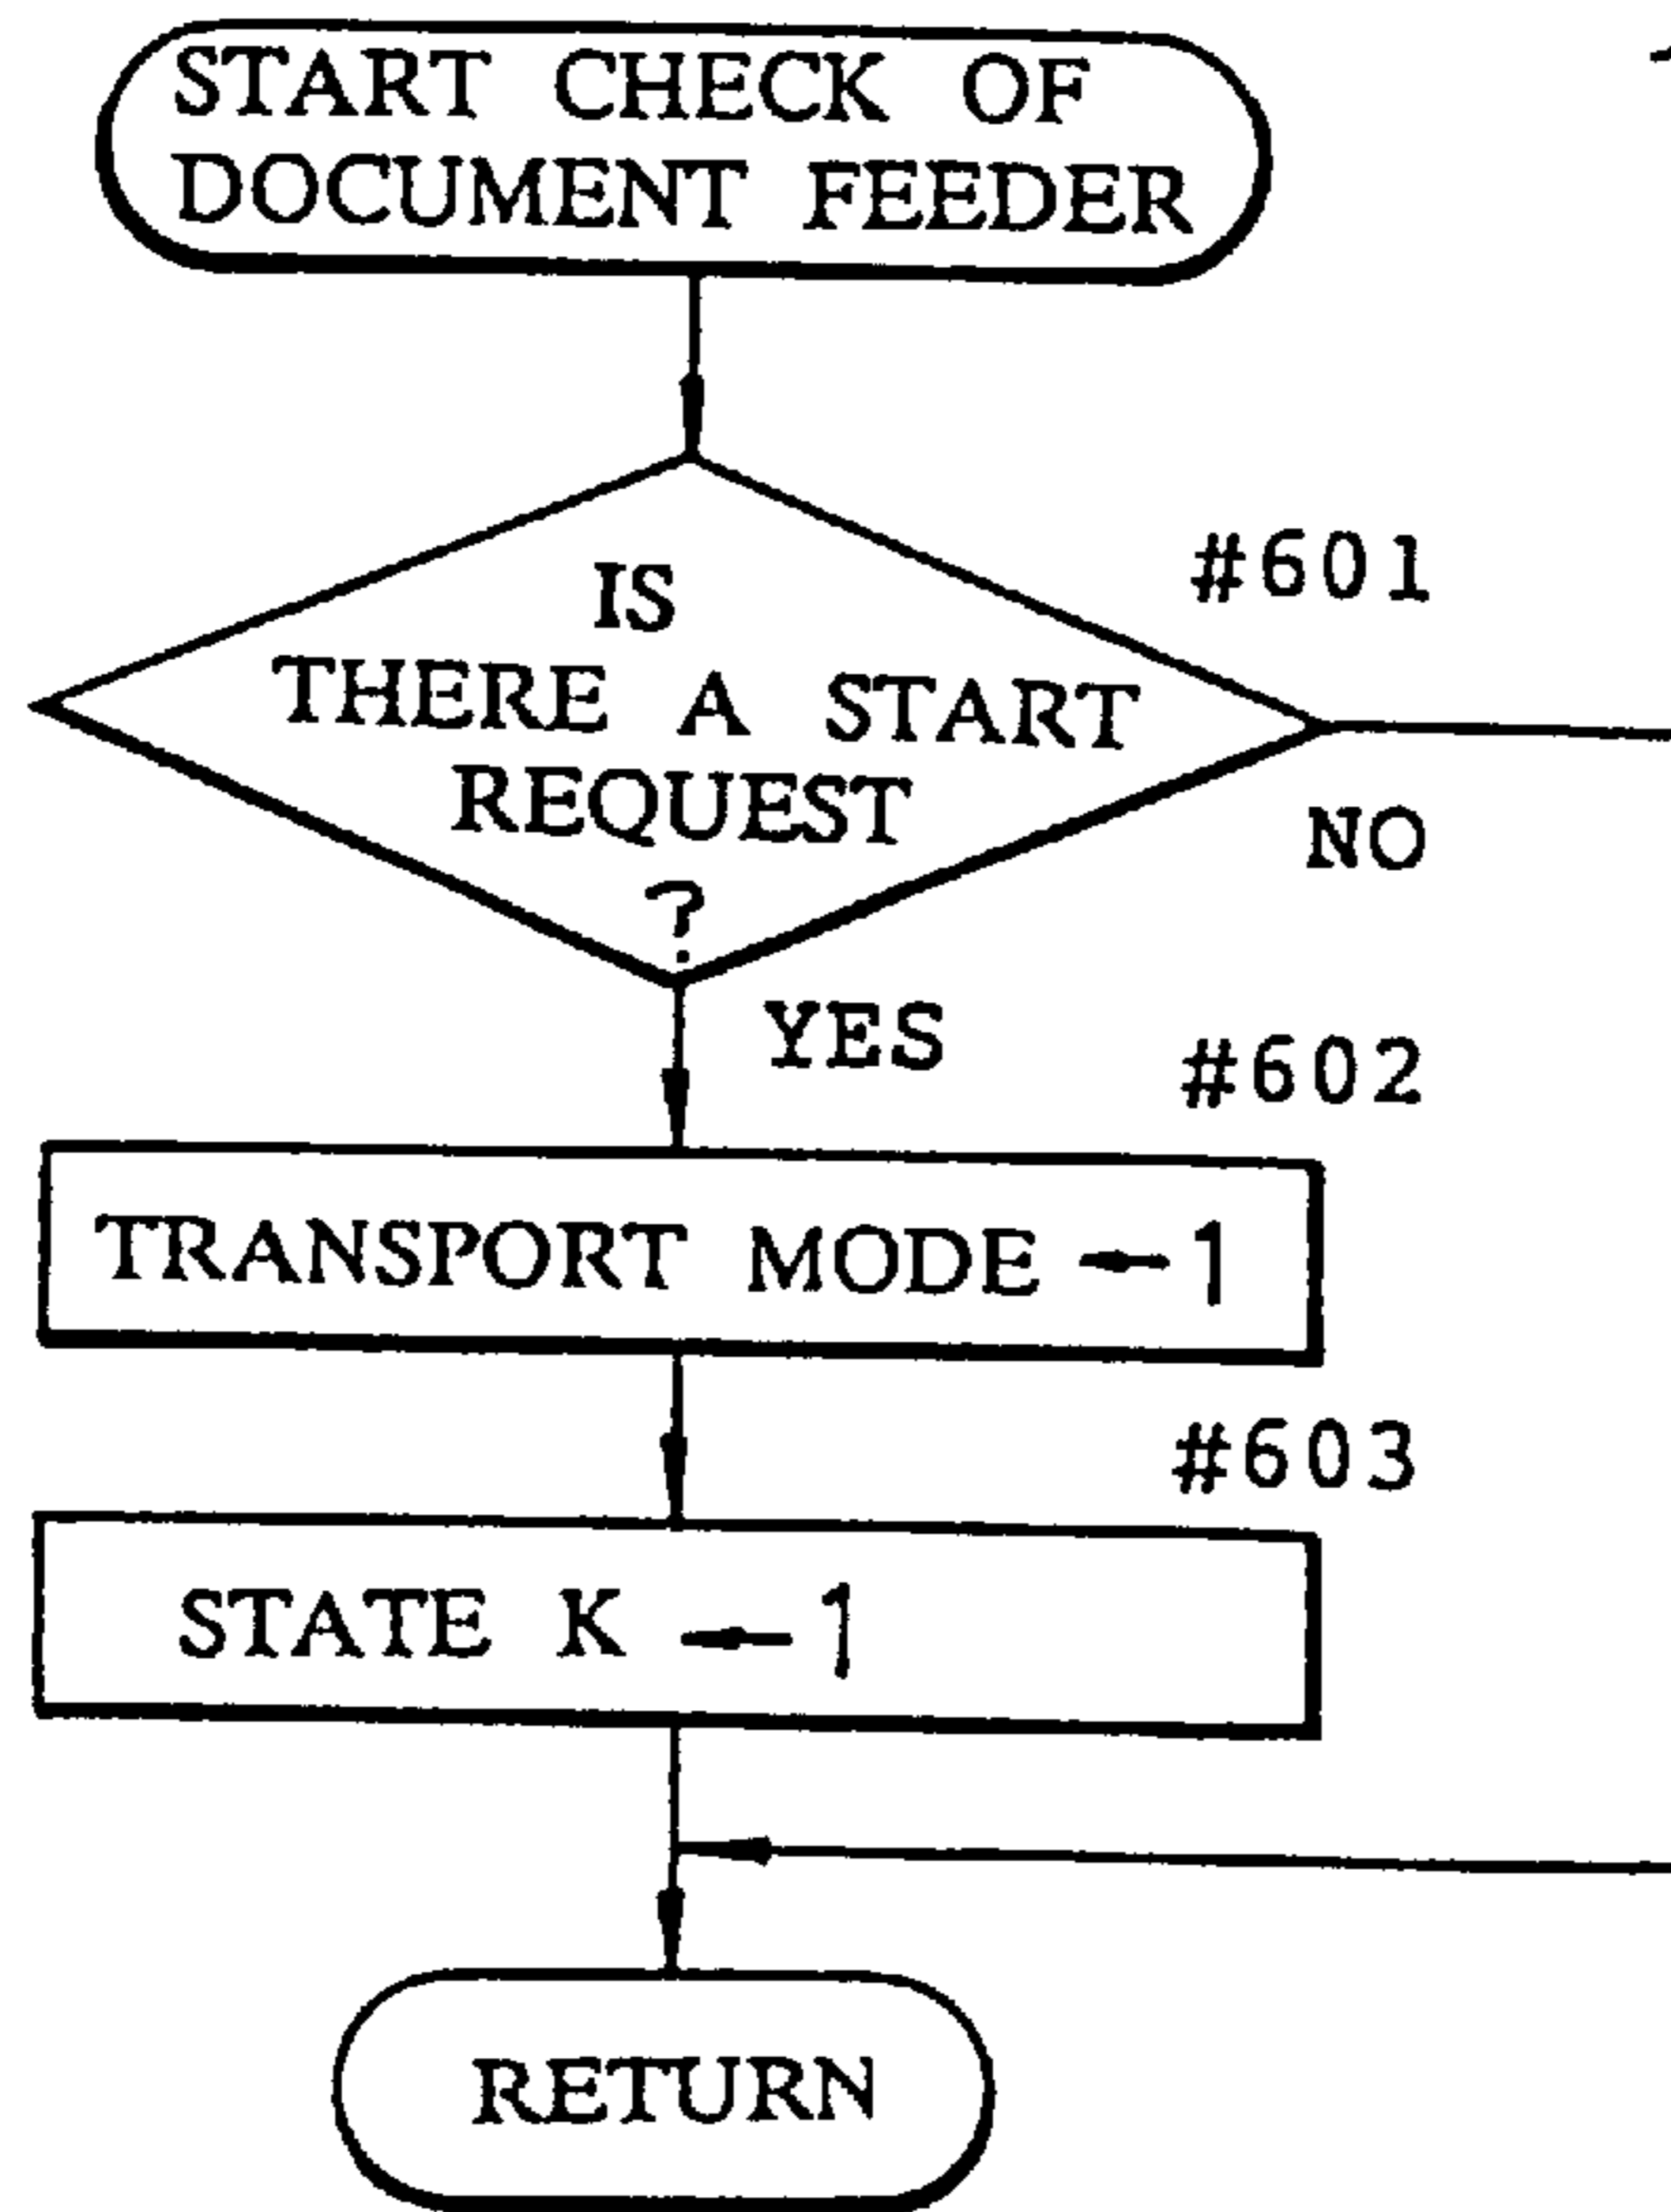 START CHECK OF
DOCUMENT FEEDER
#601
IS
THERE A START
REQUEST
?
NO
YES
#602
TRANSPORT MODE ← 1
#603
STATE K ← 1
RETURN